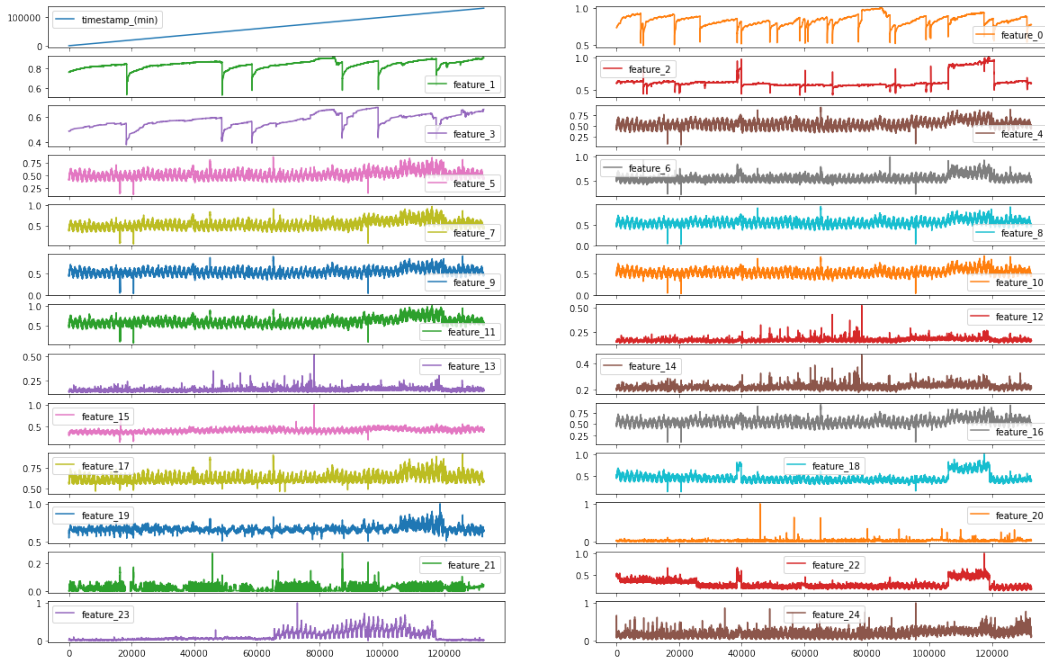 100000
0
timestamp_(min)
1.0
0.5
feature_0
0.8
0.6
feature_1
1.0
0.5
feature_2
0.6
0.4
feature_3
0.75
0.50
0.25
feature_4
0.75
0.50
0.25
feature_5
1.0
0.5
feature_6
1.0
0.5
feature_7
1.0
0.5
0.0
feature_8
0.5
0.0
feature_9
0.5
0.0
feature_10
1.0
0.5
feature_11
0.50
0.25
feature_12
0.50
0.25
feature_13
0.4
0.2
feature_14
1.0
0.5
feature_15
0.75
0.50
0.25
feature_16
0.75
0.50
feature_17
1.0
0.5
feature_18
1.0
0.5
feature_19
1
0
feature_20
0.2
0.0
feature_21
0.5
feature_22
1
0
feature_23
1
0
feature_24
0 20000 40000 60000 80000 100000 120000
0 20000 40000 60000 80000 100000 120000